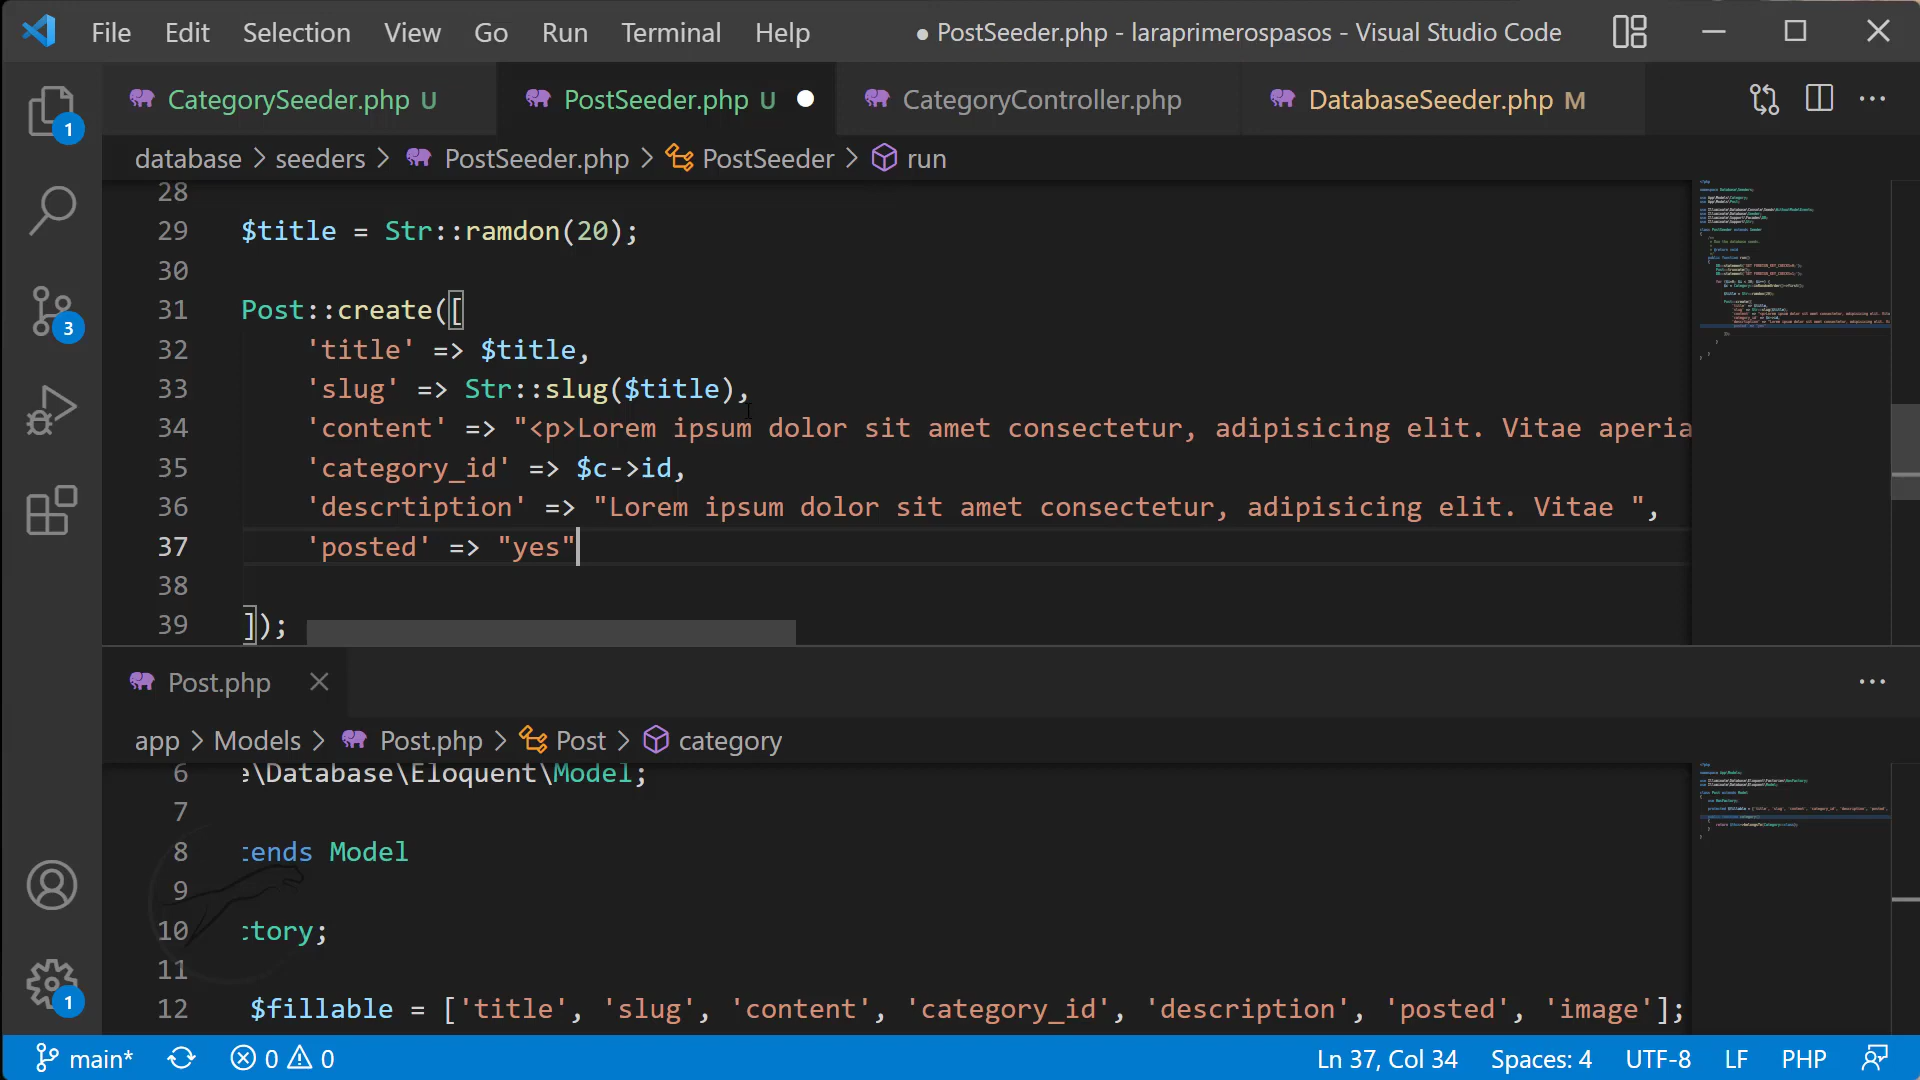 File Edit Selection View Go Run Terminal Help ● PostSeeder.php - laraprimerospasos - Visual Studio Code
CategorySeeder.php U PostSeeder.php U CategoryController.php DatabaseSeeder.php M
database > seeders > PostSeeder.php > PostSeeder > run
28
29 $title = Str::ramdon(20);
30
31 Post::create([
32 'title' => $title,
33 'slug' => Str::slug($title),
34 'content' => "<p>Lorem ipsum dolor sit amet consectetur, adipisicing elit. Vitae aperia
35 'category_id' => $c->id,
36 'descrtiption' => "Lorem ipsum dolor sit amet consectetur, adipisicing elit. Vitae ",
37 'posted' => "yes"
38
39 ]);
1
3
1
Post.php
app > Models > Post.php > Post > category
6 e\Database\Eloquent\Model;
7
8 tends Model
9
10 ctory;
11
12 $fillable = ['title', 'slug', 'content', 'category_id', 'description', 'posted', 'image'];
main* 0 0 Ln 37, Col 34 Spaces: 4 UTF-8 LF PHP